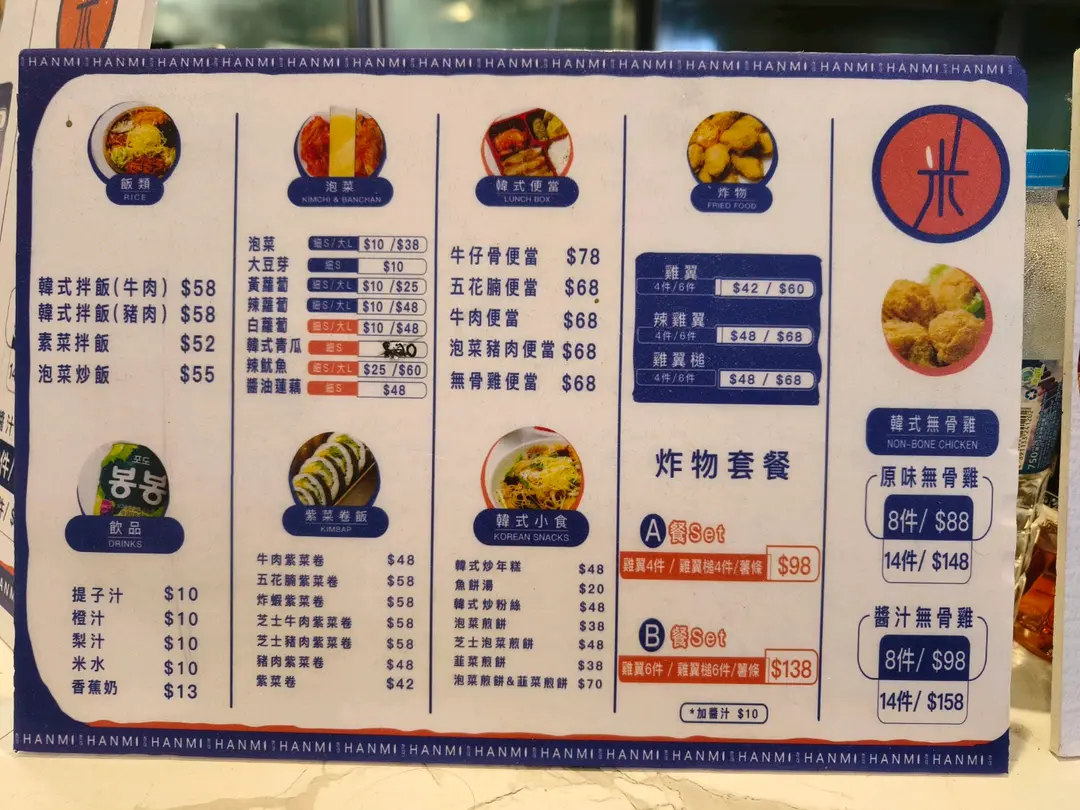 HANMI HANMI HANMI HANMI HANMI HANMI HANMI HANMI HANMI HANMI HANMI HANMI HANMI HANMI HANMI
飯類
RICE
韓式拌飯(牛肉) $58
韓式拌飯(豬肉) $58
素菜拌飯 $52
泡菜炒飯 $55
포도
봉봉
飲品
DRINKS
提子汁 $10
橙汁 $10
梨汁 $10
米水 $10
香蕉奶 $13
泡菜
KIMCHI & BANCHAN
泡菜 細S/大L $10 /$38
大豆芽 細S $10
黃蘿蔔 細S/大L $10 /$25
辣蘿蔔 細S/大L $10 /$48
白蘿蔔 細S/大L $10 /$48
韓式青瓜 細S
辣魷魚 細S/大L $25 /$60
醬油蓮藕 細S $48
紫菜卷飯
KIMBAP
牛肉紫菜卷 $48
五花腩紫菜卷 $58
炸蝦紫菜卷 $58
芝士牛肉紫菜卷 $58
芝士豬肉紫菜卷 $58
豬肉紫菜卷 $48
紫菜卷 $42
韓式便當
LUNCH BOX
牛仔骨便當 $78
五花腩便當 $68
牛肉便當 $68
泡菜豬肉便當 $68
無骨雞便當 $68
韓式小食
KOREAN SNACKS
韓式炒年糕 $48
魚餅湯 $20
韓式炒粉絲 $48
泡菜煎餅 $38
芝士泡菜煎餅 $48
韮菜煎餅 $38
泡菜煎餅&韮菜煎餅 $70
炸物
FRIED FOOD
雞翼
4件/6件 $42 / $60
辣雞翼
4件/6件 $48 / $68
雞翼槌
4件/6件 $48 / $68
炸物套餐
A 餐Set
雞翼4件 / 雞翼槌4件/薯條 $98
B 餐Set
雞翼6件 / 雞翼槌6件/薯條 $138
*加醬汁 $10
米
韓式無骨雞
NON-BONE CHICKEN
原味無骨雞
8件/ $88
14件/ $148
醬汁無骨雞
8件/ $98
14件/ $158
HANMI HANMI HANMI HANMI HANMI HANMI HANMI HANMI HANMI HANMI HANMI HANMI HANMI HANMI HANMI HANMI